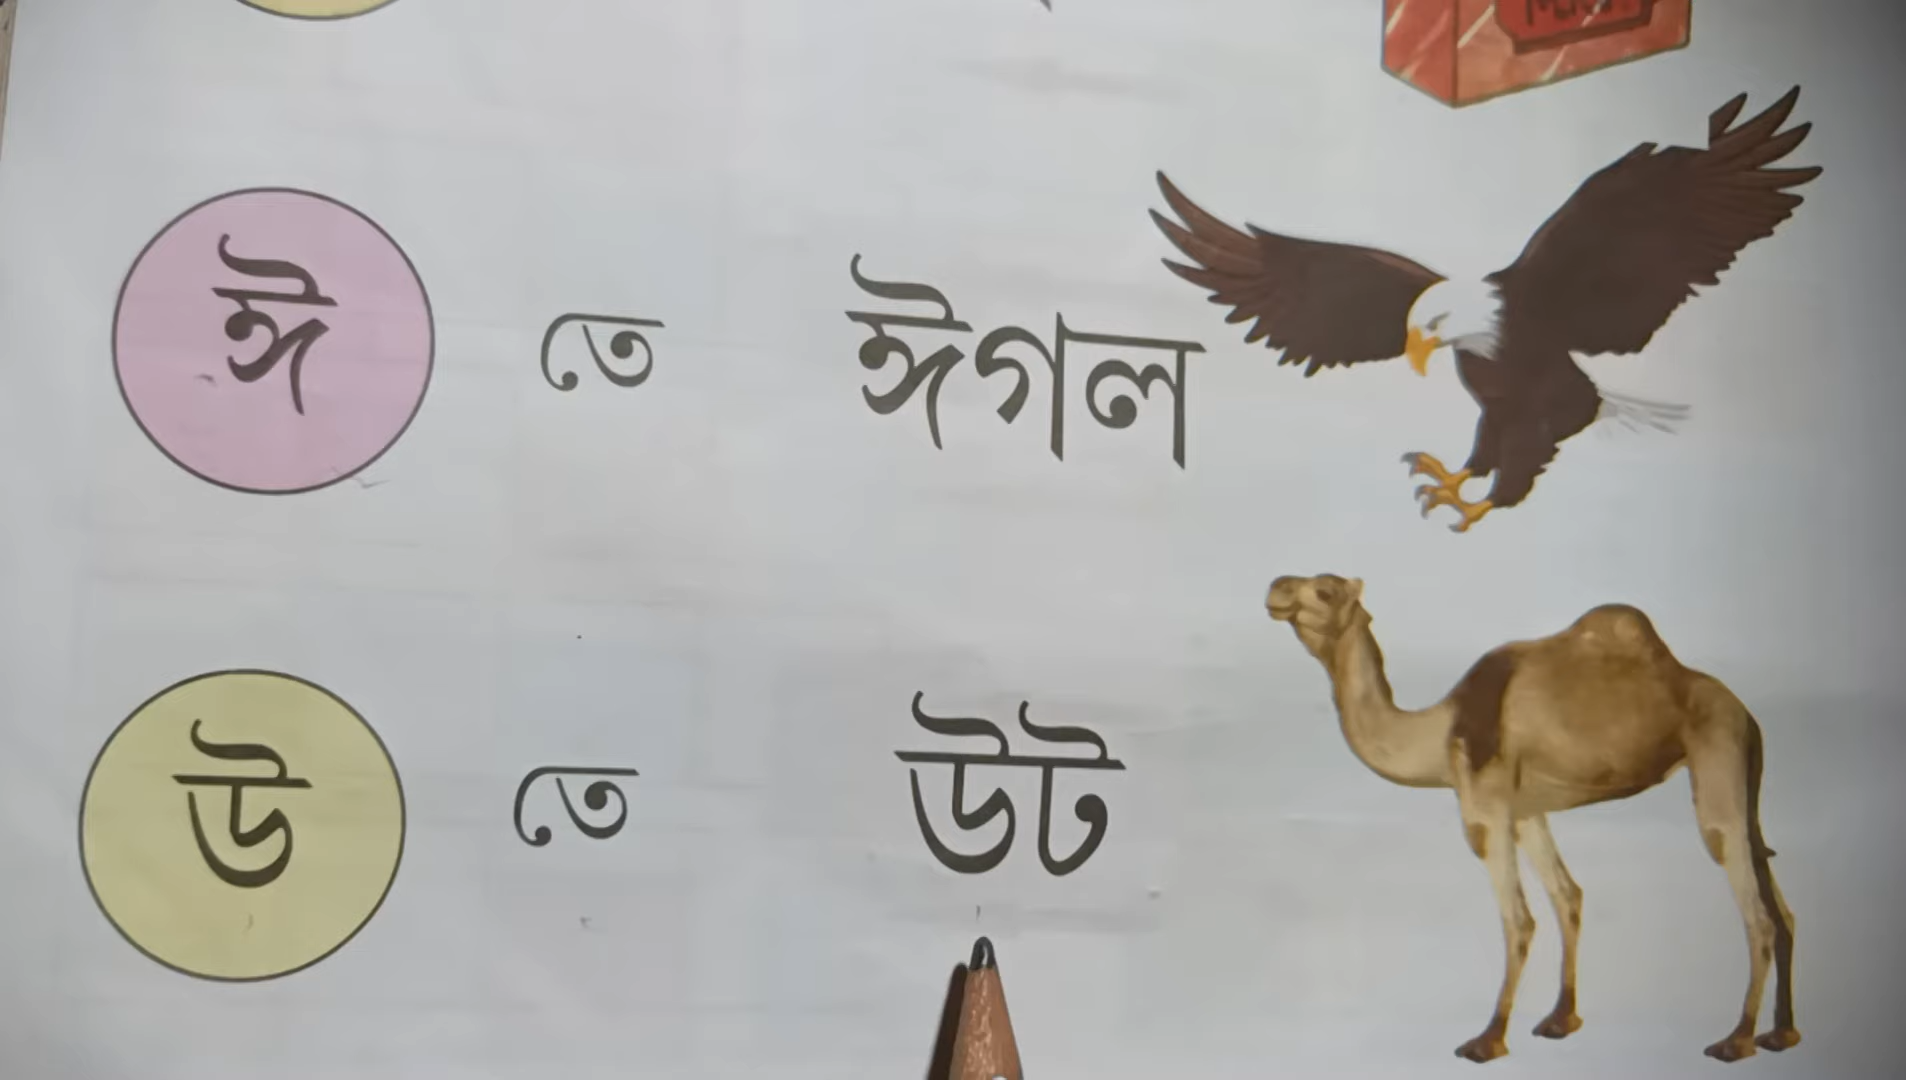 ঈ তে ঈগল
উ তে উট